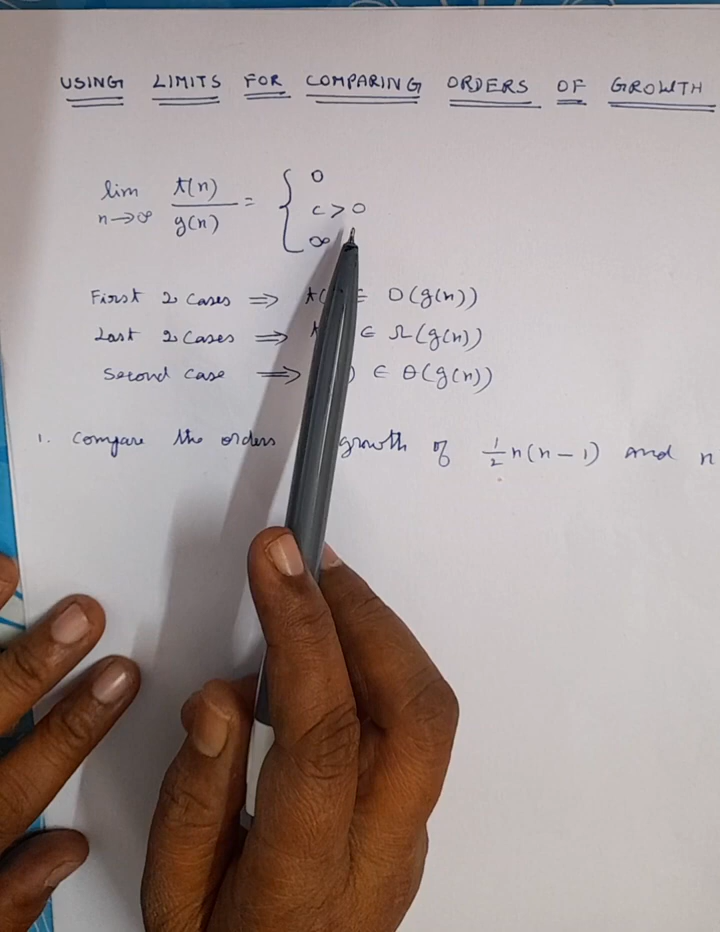 USING LIMITS FOR COMPARING ORDERS OF GROWTH
lim n→∞ t(n)/g(n) = { 0
c > 0
∞
First 2 cases ⇒ t( ∈ O(g(n))
Last 2 cases ⇒ t ∈ Ω(g(n))
Second case ⇒ ) ∈ Θ(g(n))
1. Compare the orders growth of 1/2 n(n-1) and n